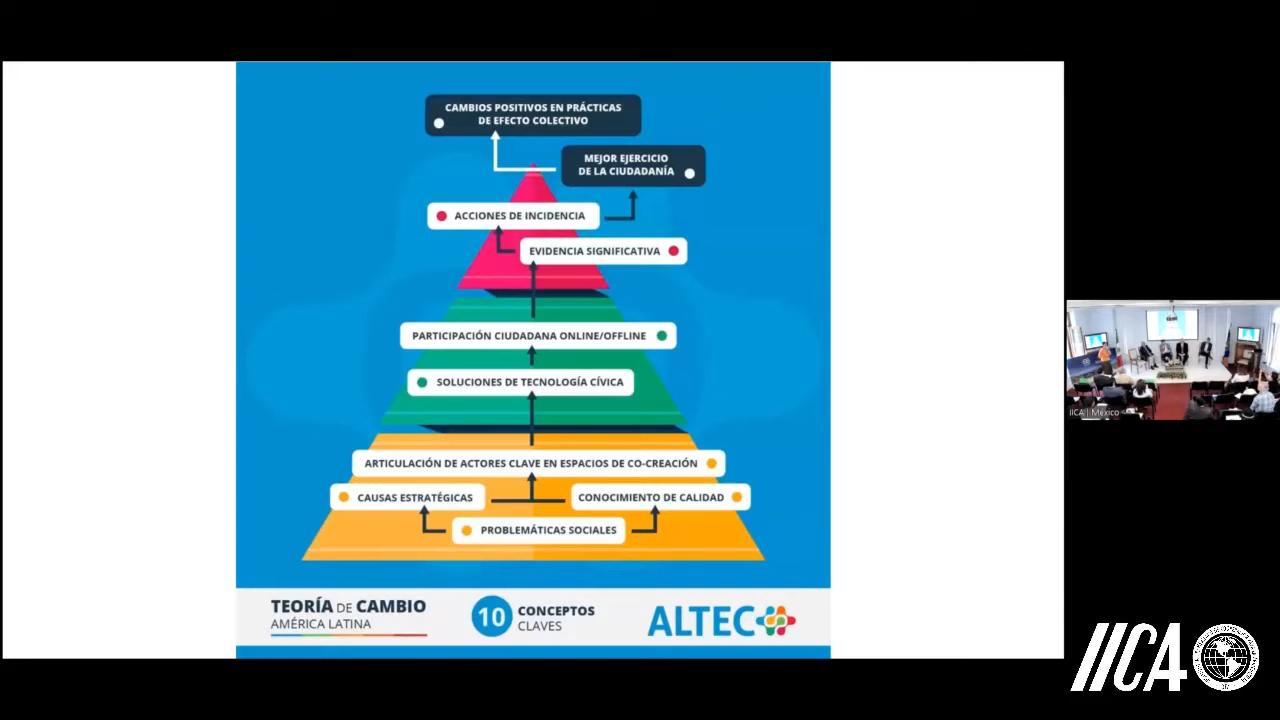 CAMBIOS POSITIVOS EN PRÁCTICAS
DE EFECTO COLECTIVO
MEJOR EJERCICIO
DE LA CIUDADANÍA
ACCIONES DE INCIDENCIA
EVIDENCIA SIGNIFICATIVA
PARTICIPACIÓN CIUDADANA ONLINE/OFFLINE
SOLUCIONES DE TECNOLOGÍA CÍVICA
ARTICULACIÓN DE ACTORES CLAVE EN ESPACIOS DE CO-CREACIÓN
CAUSAS ESTRATÉGICAS
CONOCIMIENTO DE CALIDAD
PROBLEMÁTICAS SOCIALES
TEORÍA DE CAMBIO
AMÉRICA LATINA
10 CONCEPTOS
CLAVES
ALTEC
IICA | México
IICA